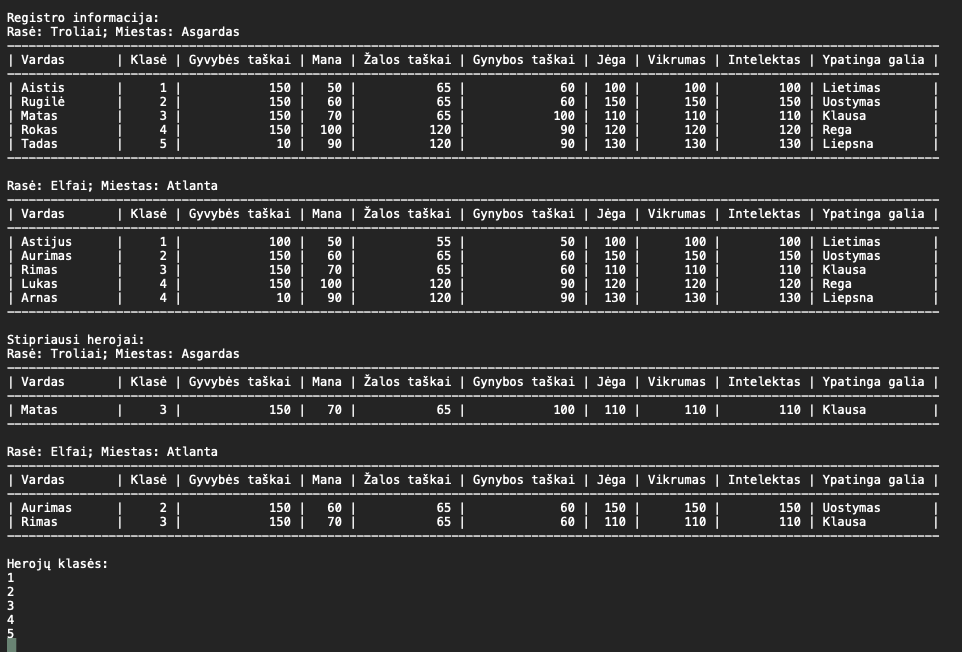 Registro informacija:
Rasė: Troliai; Miestas: Asgardas
| Vardas | Klasė | Gyvybės taškai | Mana | Žalos taškai | Gynybos taškai | Jėga | Vikrumas | Intelektas | Ypatinga galia |
| Aistis | 1 | 150 | 50 | 65 | 60 | 100 | 100 | 100 | Lietimas |
| Rugilė | 2 | 150 | 60 | 65 | 60 | 150 | 150 | 150 | Uostymas |
| Matas | 3 | 150 | 70 | 65 | 100 | 110 | 110 | 110 | Klausa |
| Rokas | 4 | 150 | 100 | 120 | 90 | 120 | 120 | 120 | Rega |
| Tadas | 5 | 10 | 90 | 120 | 90 | 130 | 130 | 130 | Liepsna |
Rasė: Elfai; Miestas: Atlanta
| Vardas | Klasė | Gyvybės taškai | Mana | Žalos taškai | Gynybos taškai | Jėga | Vikrumas | Intelektas | Ypatinga galia |
| Astijus | 1 | 100 | 50 | 55 | 50 | 100 | 100 | 100 | Lietimas |
| Aurimas | 2 | 150 | 60 | 65 | 60 | 150 | 150 | 150 | Uostymas |
| Rimas | 3 | 150 | 70 | 65 | 60 | 110 | 110 | 110 | Klausa |
| Lukas | 4 | 150 | 100 | 120 | 90 | 120 | 120 | 120 | Rega |
| Arnas | 4 | 10 | 90 | 120 | 90 | 130 | 130 | 130 | Liepsna |
Stipriausi herojai:
Rasė: Troliai; Miestas: Asgardas
| Vardas | Klasė | Gyvybės taškai | Mana | Žalos taškai | Gynybos taškai | Jėga | Vikrumas | Intelektas | Ypatinga galia |
| Matas | 3 | 150 | 70 | 65 | 100 | 110 | 110 | 110 | Klausa |
Rasė: Elfai; Miestas: Atlanta
| Vardas | Klasė | Gyvybės taškai | Mana | Žalos taškai | Gynybos taškai | Jėga | Vikrumas | Intelektas | Ypatinga galia |
| Aurimas | 2 | 150 | 60 | 65 | 60 | 150 | 150 | 150 | Uostymas |
| Rimas | 3 | 150 | 70 | 65 | 60 | 110 | 110 | 110 | Klausa |
Herojų klasės:
1
2
3
4
5